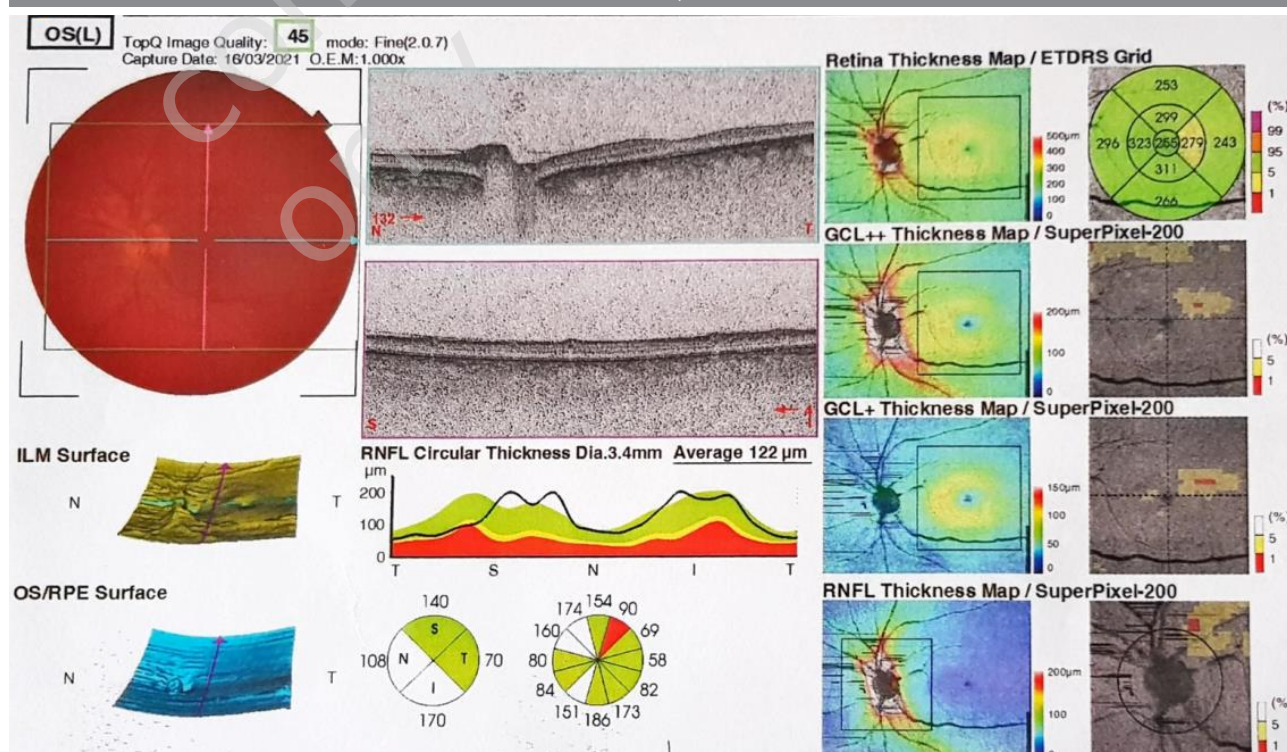 OS(L)
TopQ Image Quality: 45 mode: Fine(2.0.7)
Capture Date: 16/03/2021 O.E.M:1.000x
132
N
T
S
I
Retina Thickness Map / ETDRS Grid
500μm
400
300
200
100
0
253
299
296 323 255 279 243
311
266
(%)
99
95
5
1
GCL++ Thickness Map / SuperPixel-200
200μm
100
0
(%)
5
1
GCL+ Thickness Map / SuperPixel-200
150μm
100
50
0
(%)
5
1
RNFL Thickness Map / SuperPixel-200
200μm
100
0
(%)
5
1
ILM Surface
N T
OS/RPE Surface
N T
RNFL Circular Thickness Dia.3.4mm Average 122 μm
μm
200
100
0
T S N I T
140
S
108 N T 70
I
170
154
174 90
160 69
80 58
84 82
151 173
186